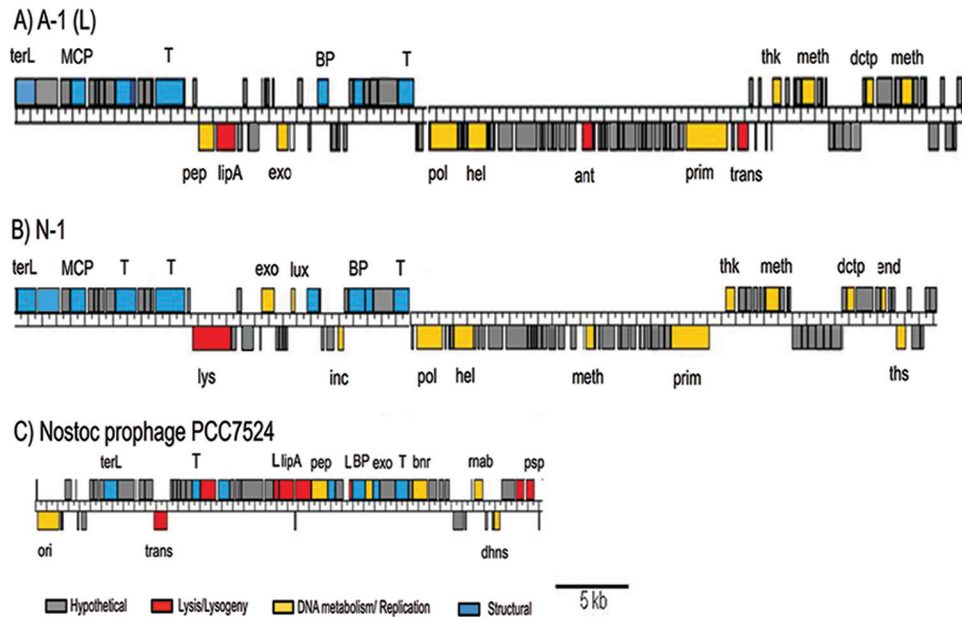 A) A-1 (L)
terL MCP T BP T thk meth dctp meth
pep lipA exo pol hel ant prim trans
B) N-1
terL MCP T T exo lux BP T thk meth dctp end
lys inc pol hel meth prim ths
C) Nostoc prophage PCC7524
terL T L lipA pep L BP exo T bnr rnab psp
ori trans dhns
Hypothetical Lysis/Lysogeny DNA metabolism/ Replication Structural 5 kb